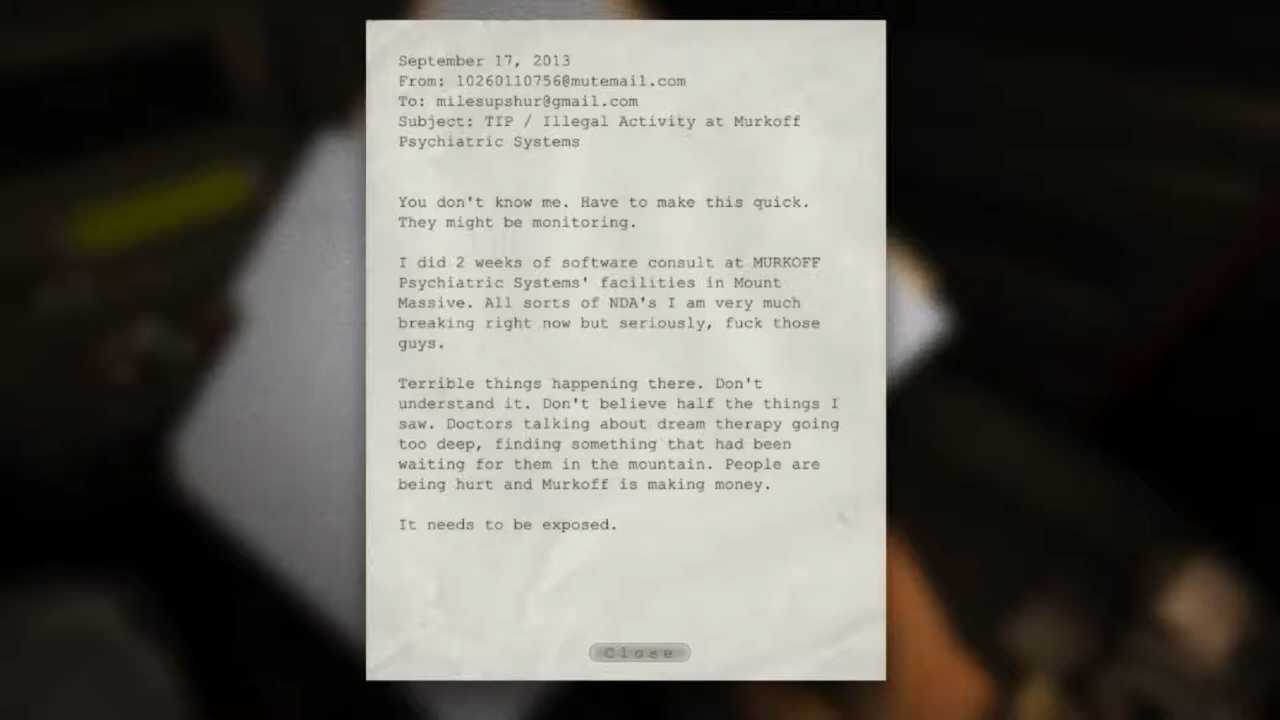 September 17, 2013
From: 10260110756@mutemail.com
To: milesupshur@gmail.com
Subject: TIP / Illegal Activity at Murkoff
Psychiatric Systems
You don't know me. Have to make this quick.
They might be monitoring.
I did 2 weeks of software consult at MURKOFF
Psychiatric Systems' facilities in Mount
Massive. All sorts of NDA's I am very much
breaking right now but seriously, fuck those
guys.
Terrible things happening there. Don't
understand it. Don't believe half the things I
saw. Doctors talking about dream therapy going
too deep, finding something that had been
waiting for them in the mountain. People are
being hurt and Murkoff is making money.
It needs to be exposed.
Close